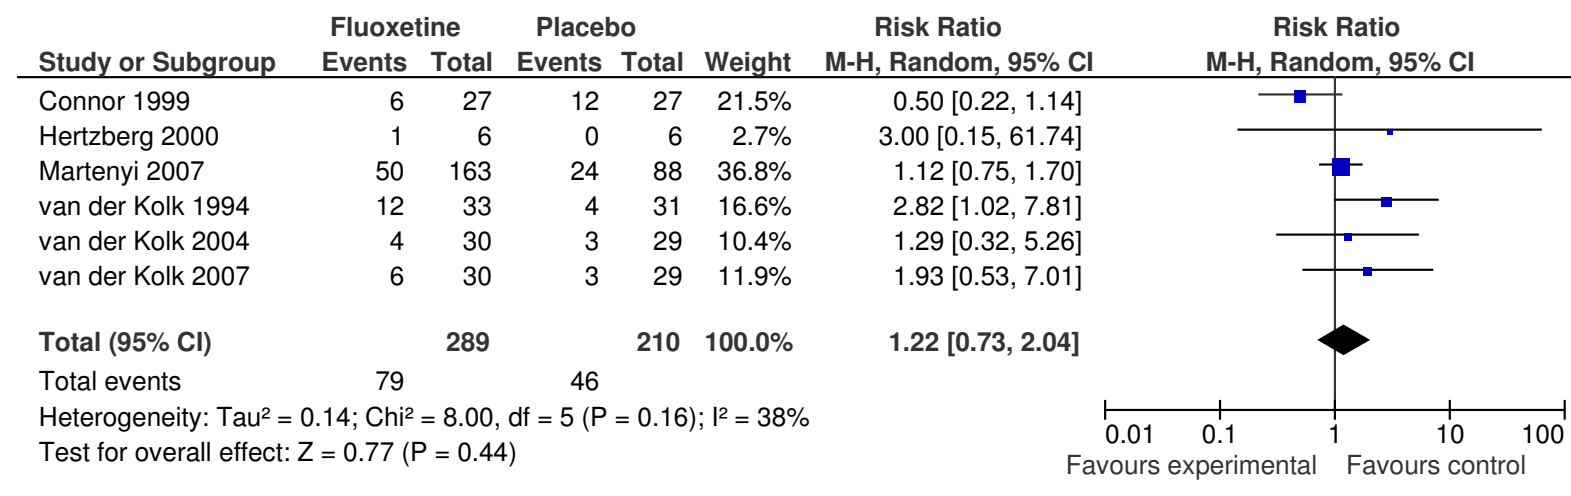 Fluoxetine Placebo Risk Ratio Risk Ratio
Study or Subgroup Events Total Events Total Weight M-H, Random, 95% CI M-H, Random, 95% CI
Connor 1999 6 27 12 27 21.5% 0.50 [0.22, 1.14]
Hertzberg 2000 1 6 0 6 2.7% 3.00 [0.15, 61.74]
Martenyi 2007 50 163 24 88 36.8% 1.12 [0.75, 1.70]
van der Kolk 1994 12 33 4 31 16.6% 2.82 [1.02, 7.81]
van der Kolk 2004 4 30 3 29 10.4% 1.29 [0.32, 5.26]
van der Kolk 2007 6 30 3 29 11.9% 1.93 [0.53, 7.01]
Total (95% CI) 289 210 100.0% 1.22 [0.73, 2.04]
Total events 79 46
Heterogeneity: Tau² = 0.14; Chi² = 8.00, df = 5 (P = 0.16); I² = 38%
Test for overall effect: Z = 0.77 (P = 0.44)
0.01 0.1 1 10 100
Favours experimental Favours control